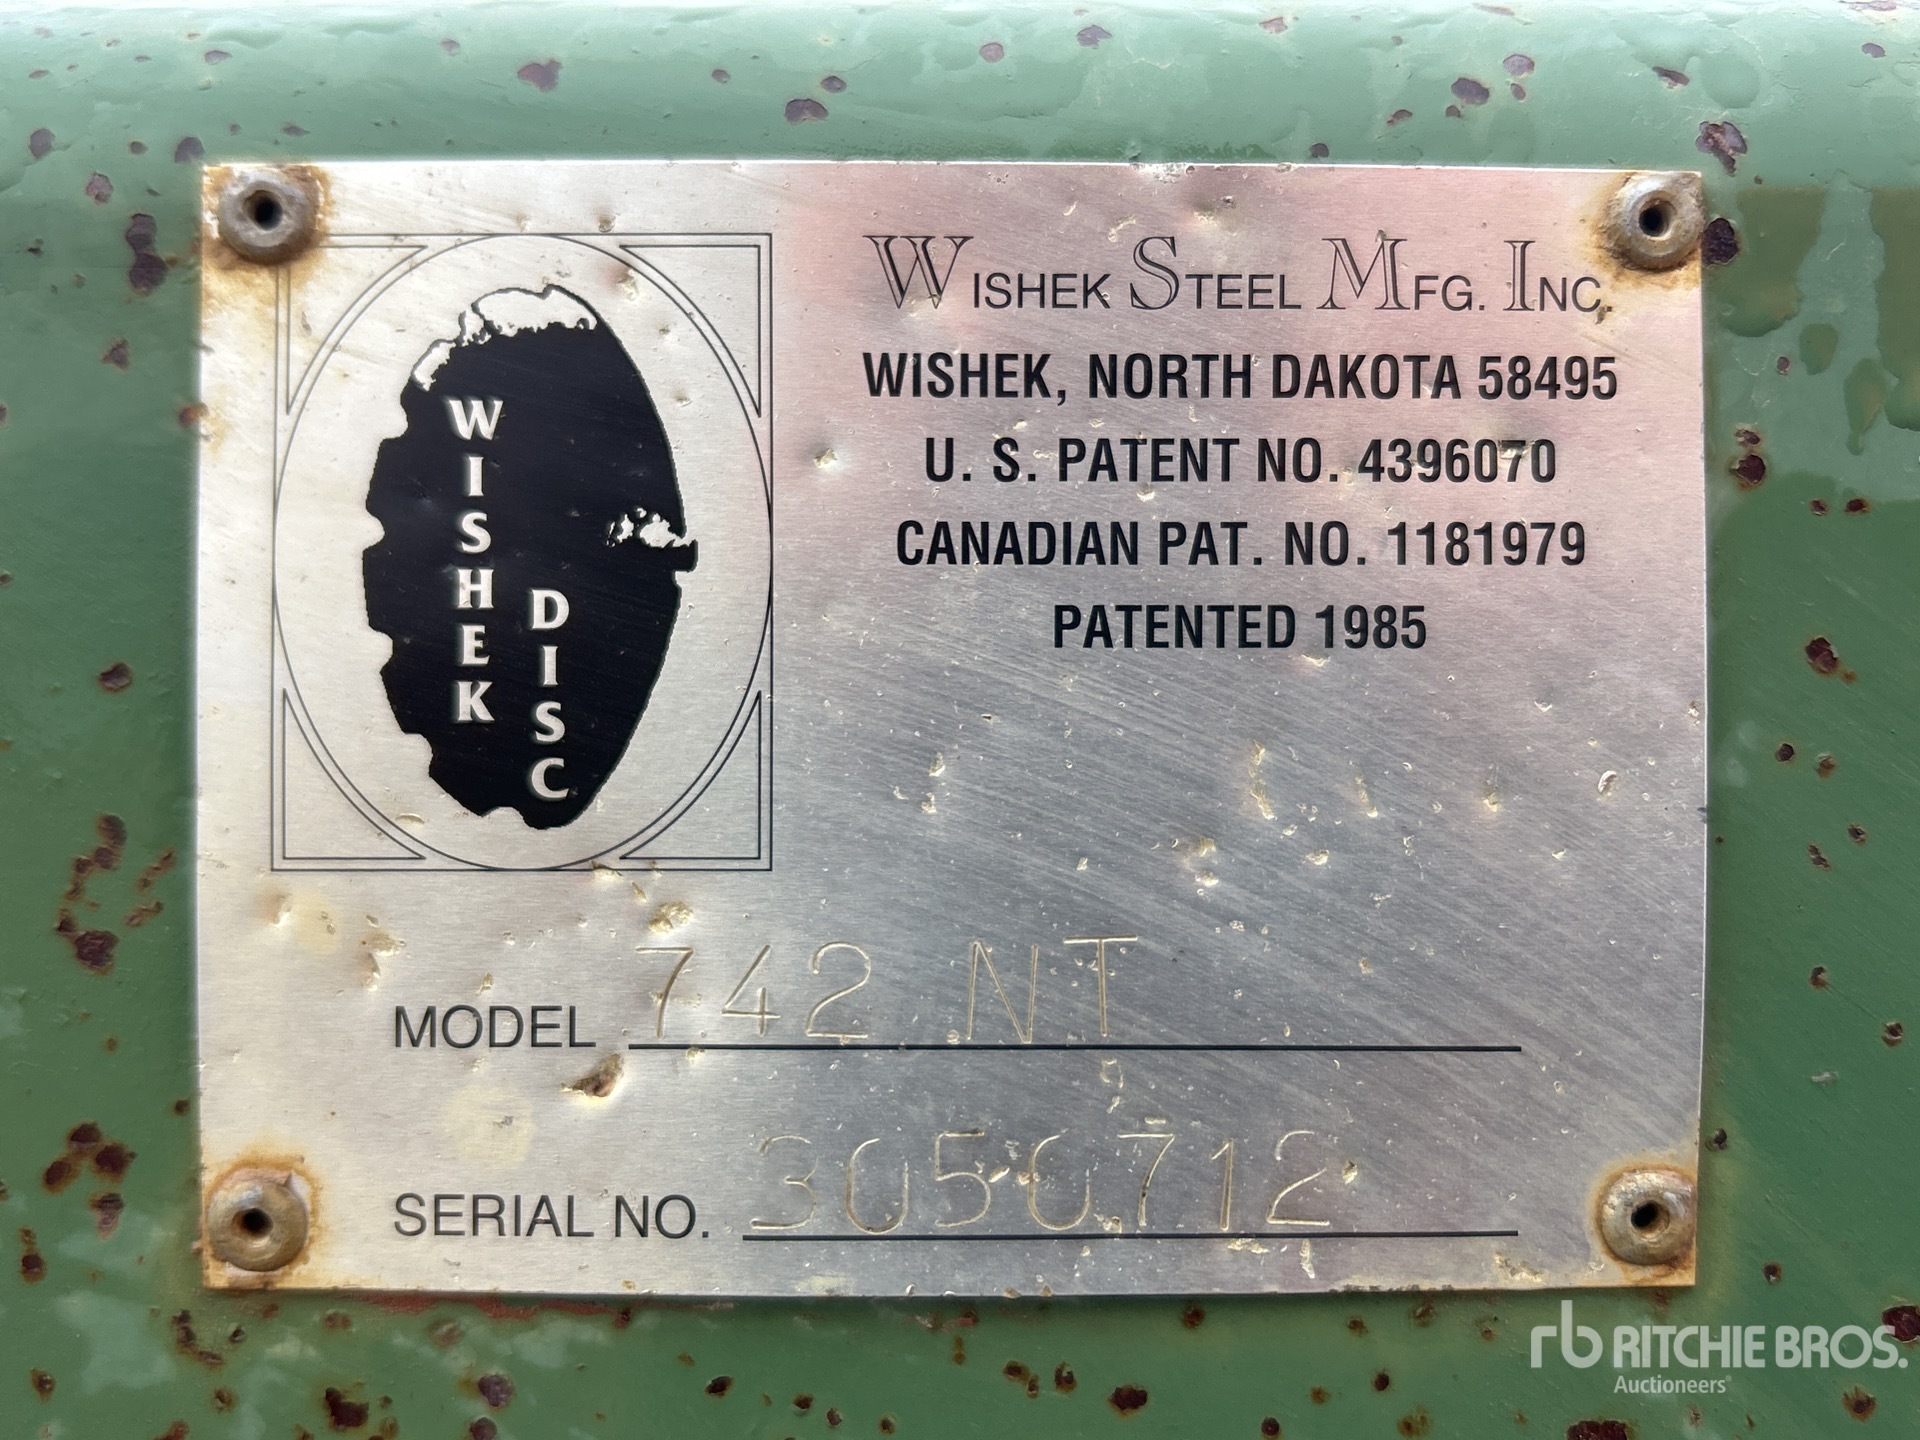 WISHEK
DISC
WISHEK STEEL MFG. INC.
WISHEK, NORTH DAKOTA 58495
U. S. PATENT NO. 4396070
CANADIAN PAT. NO. 1181979
PATENTED 1985
MODEL 742 NT
SERIAL NO. 3050712
rb RITCHIE BROS.
Auctioneers